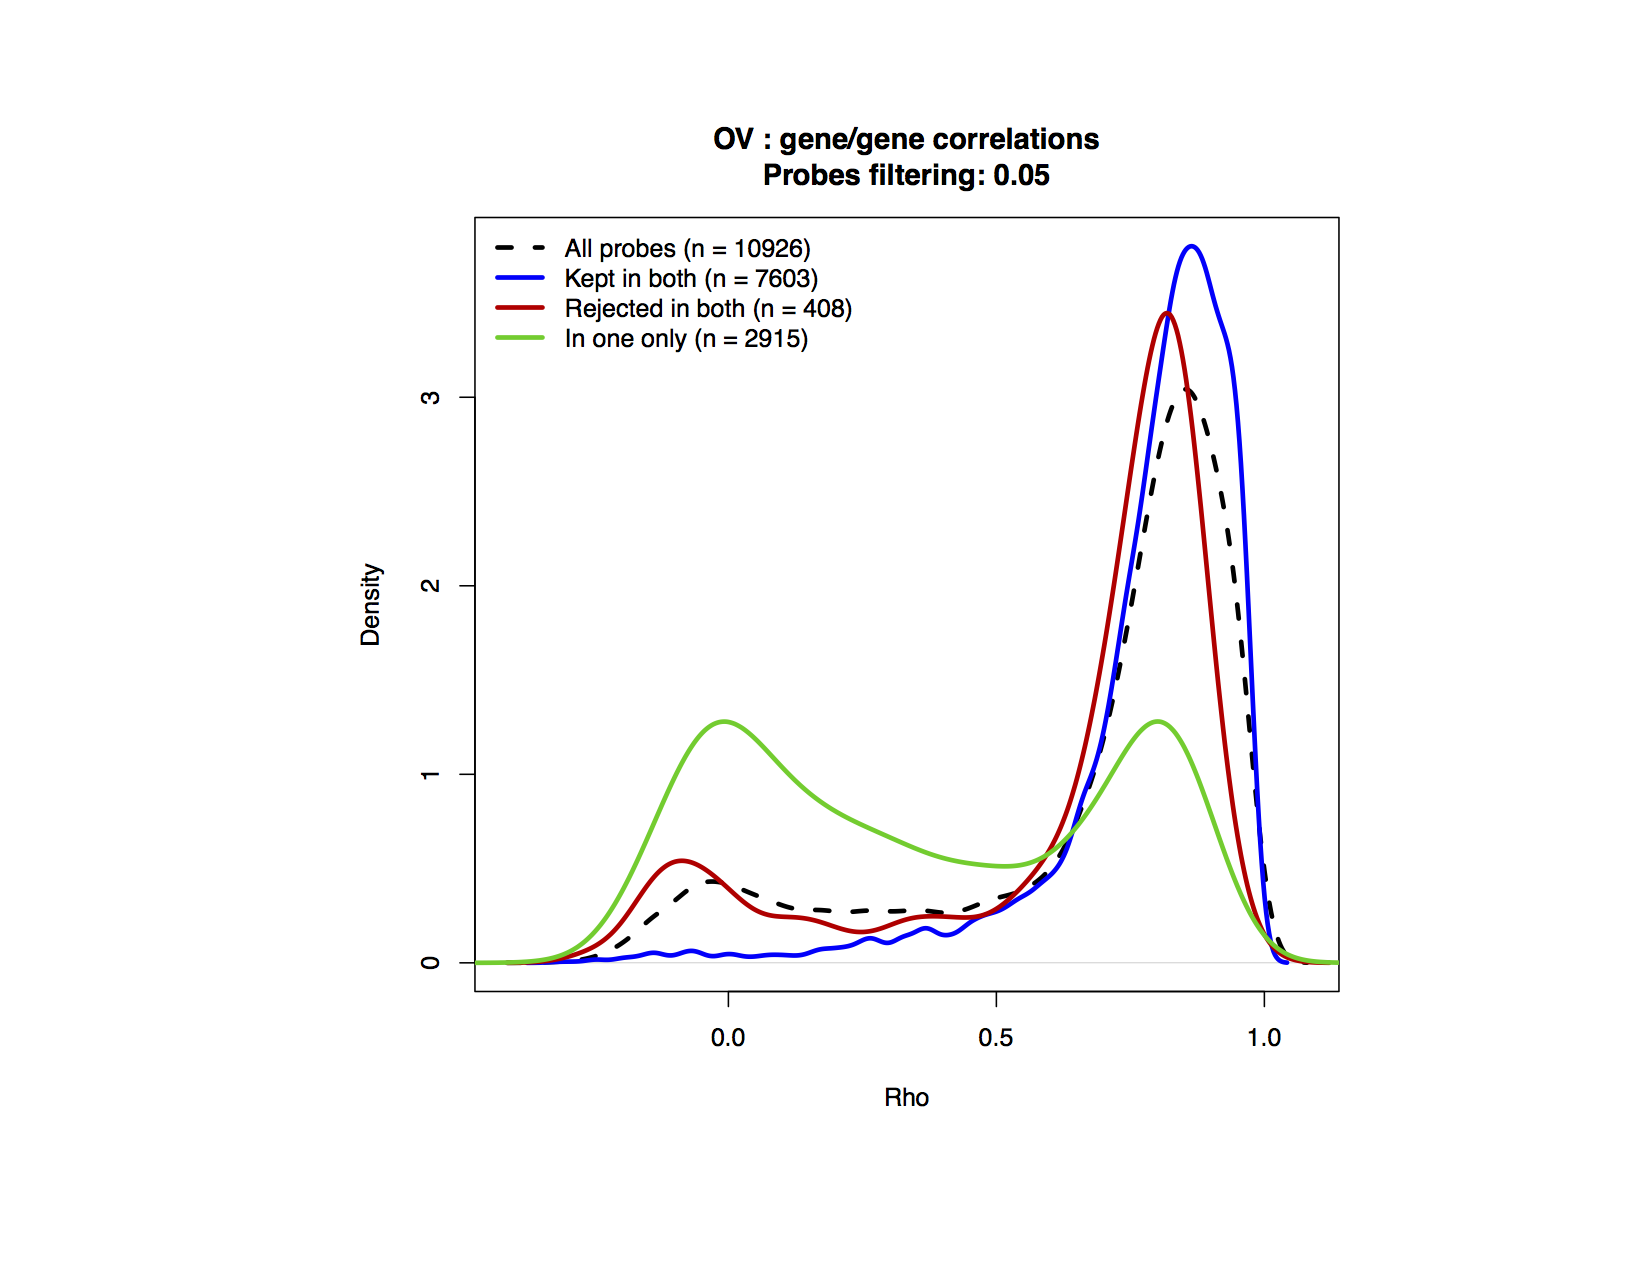 OV : gene/gene correlations
Probes filtering: 0.05
All probes (n = 10926)
Kept in both (n = 7603)
Rejected in both (n = 408)
In one only (n = 2915)
Density
3
2
1
0
0.0 0.5 1.0
Rho